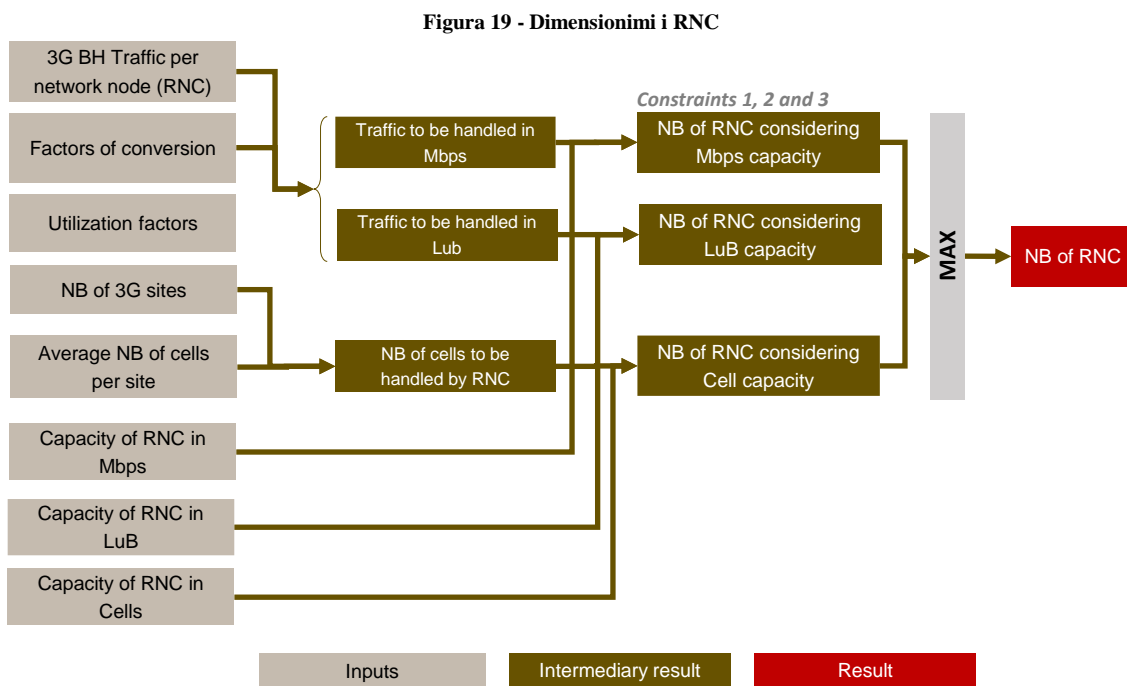 Figura 19 - Dimensionimi i RNC
3G BH Traffic per
network node (RNC)
Factors of conversion
Utilization factors
NB of 3G sites
Average NB of cells
per site
Capacity of RNC in
Mbps
Capacity of RNC in
LuB
Capacity of RNC in
Cells
Traffic to be handled in
Mbps
Traffic to be handled in
Lub
NB of cells to be
handled by RNC
Constraints 1, 2 and 3
NB of RNC considering
Mbps capacity
NB of RNC considering
LuB capacity
NB of RNC considering
Cell capacity
MAX
NB of RNC
Inputs
Intermediary result
Result